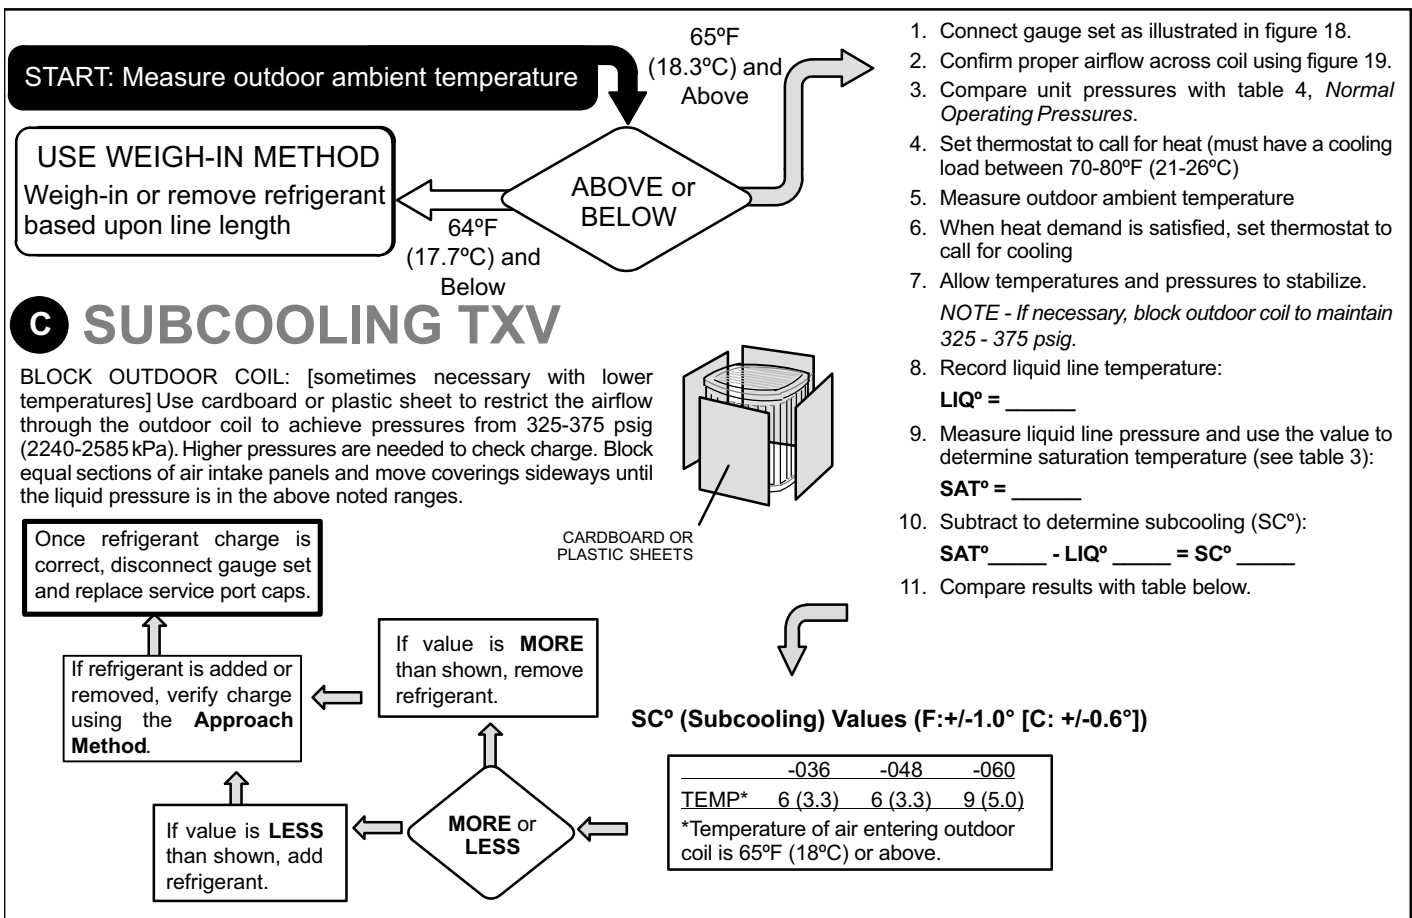 START: Measure outdoor ambient temperature
65ºF
(18.3ºC) and
Above
ABOVE or
BELOW
64ºF
(17.7ºC) and
Below
USE WEIGH-IN METHOD
Weigh-in or remove refrigerant
based upon line length
C SUBCOOLING TXV
BLOCK OUTDOOR COIL: [sometimes necessary with lower
temperatures] Use cardboard or plastic sheet to restrict the airflow
through the outdoor coil to achieve pressures from 325-375 psig
(2240-2585 kPa). Higher pressures are needed to check charge. Block
equal sections of air intake panels and move coverings sideways until
the liquid pressure is in the above noted ranges.
CARDBOARD OR
PLASTIC SHEETS
1. Connect gauge set as illustrated in figure 18.
2. Confirm proper airflow across coil using figure 19.
3. Compare unit pressures with table 4, Normal
Operating Pressures.
4. Set thermostat to call for heat (must have a cooling
load between 70-80ºF (21-26ºC)
5. Measure outdoor ambient temperature
6. When heat demand is satisfied, set thermostat to
call for cooling
7. Allow temperatures and pressures to stabilize.
NOTE - If necessary, block outdoor coil to maintain
325 - 375 psig.
8. Record liquid line temperature:
LIQº = ______
9. Measure liquid line pressure and use the value to
determine saturation temperature (see table 3):
SATº = ______
10. Subtract to determine subcooling (SCº):
SATº_____ - LIQº _____ = SCº _____
11. Compare results with table below.
SCº (Subcooling) Values (F:+/-1.0° [C: +/-0.6°])
-036 -048 -060
TEMP* 6 (3.3) 6 (3.3) 9 (5.0)
*Temperature of air entering outdoor
coil is 65ºF (18ºC) or above.
MORE or
LESS
If value is MORE
than shown, remove
refrigerant.
If value is LESS
than shown, add
refrigerant.
If refrigerant is added or
removed, verify charge
using the Approach
Method.
Once refrigerant charge is
correct, disconnect gauge set
and replace service port caps.